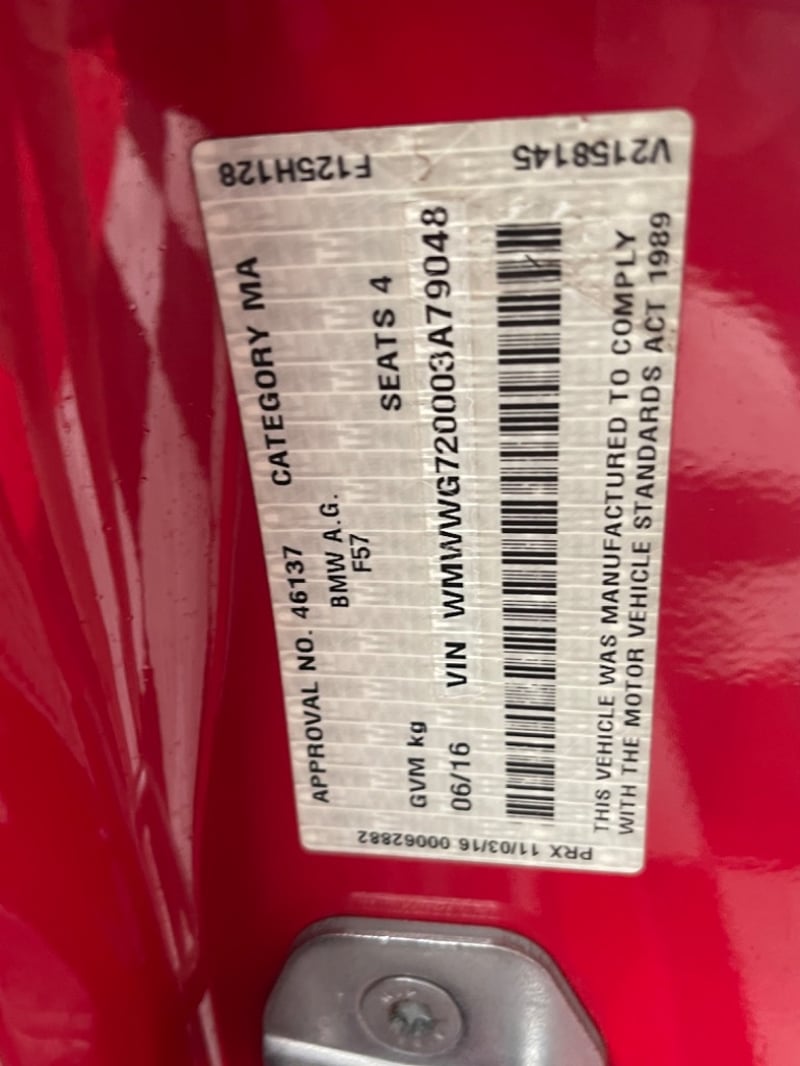 APPROVAL NO. 46137 CATEGORY MA
BMW A.G.
F57
SEATS 4
GVM kg
06/16 VIN WMWWG720003A79048
THIS VEHICLE WAS MANUFACTURED TO COMPLY
WITH THE MOTOR VEHICLE STANDARDS ACT 1989
F125H128
V2158145
PRX 11/03/16 00062882